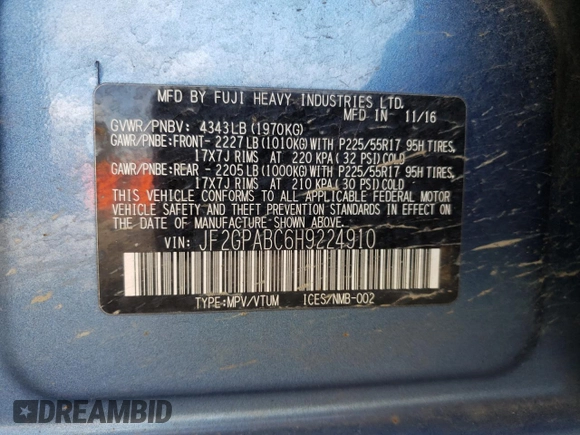 MFD BY FUJI HEAVY INDUSTRIES LTD.
MFD IN 11/16
GVWR/PNBV: 4343LB (1970KG)
GAWR/PNBE:FRONT- 2227LB (1010KG) WITH P225/55R17 95H TIRES,
17X7J RIMS AT 220 KPA (32 PSI) COLD
GAWR/PNBE:REAR - 2205LB (1000KG) WITH P225/55R17 95H TIRES,
17X7J RIMS AT 210 KPA (30 PSI) COLD
THIS VEHICLE CONFORMS TO ALL APPLICABLE FEDERAL MOTOR
VEHICLE SAFETY AND THEFT PREVENTION STANDARDS IN EFFECT ON
THE DATE OF MANUFACTURE SHOWN ABOVE.
VIN: JF2GPABC6H9224910
TYPE:MPV/VTUM ICES/NMB-002
DREAMBID